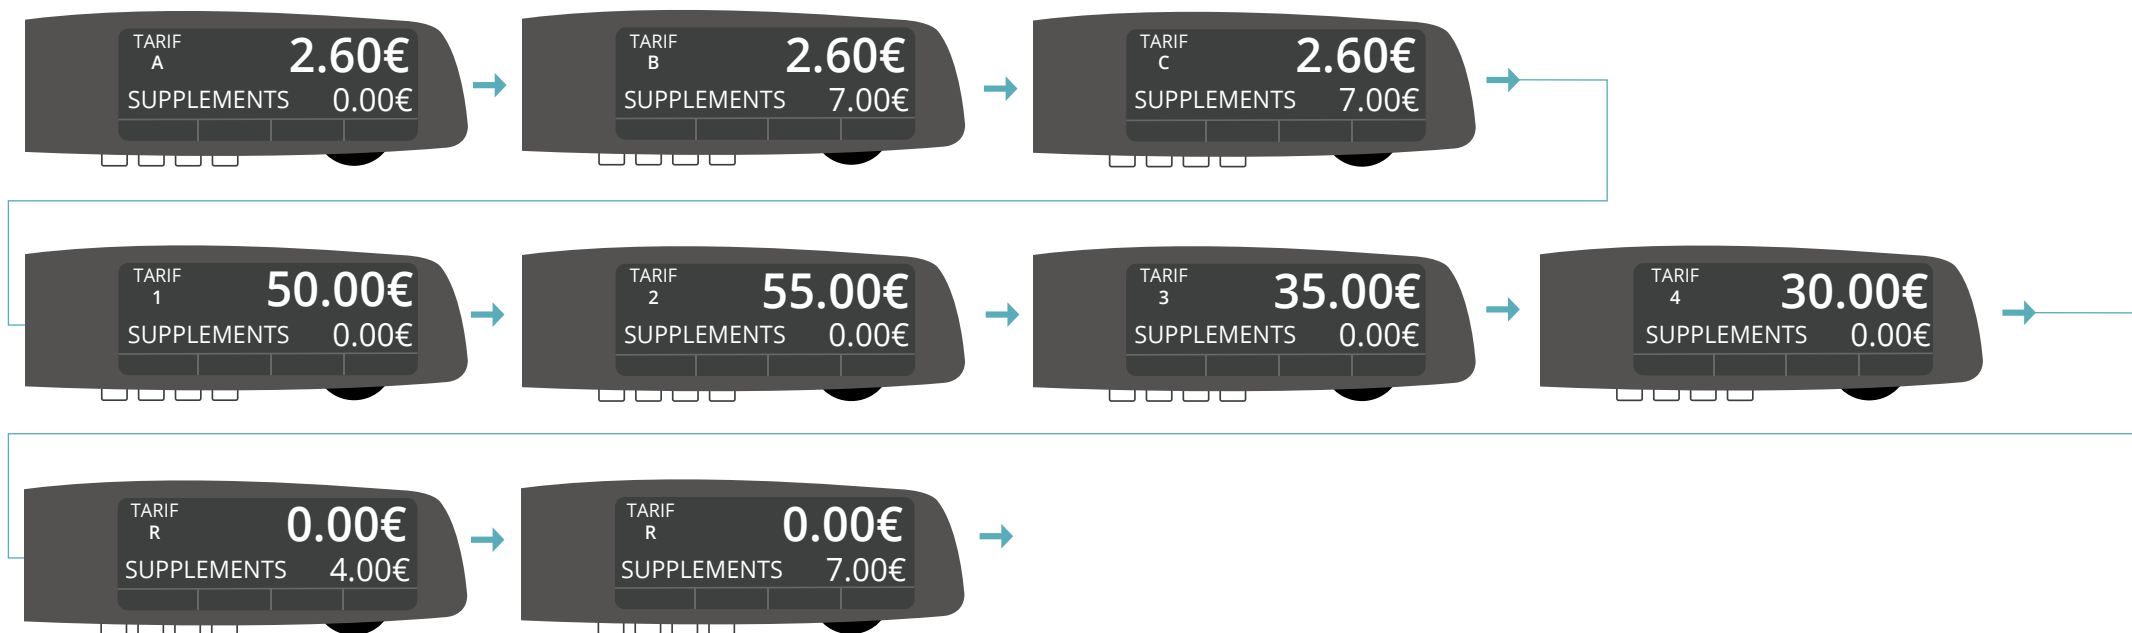 TARIF 2.60€
A
SUPPLEMENTS 0.00€
TARIF 2.60€
B
SUPPLEMENTS 7.00€
TARIF 2.60€
C
SUPPLEMENTS 7.00€
TARIF 50.00€
1
SUPPLEMENTS 0.00€
TARIF 55.00€
2
SUPPLEMENTS 0.00€
TARIF 35.00€
3
SUPPLEMENTS 0.00€
TARIF 30.00€
4
SUPPLEMENTS 0.00€
TARIF 0.00€
R
SUPPLEMENTS 4.00€
TARIF 0.00€
R
SUPPLEMENTS 7.00€